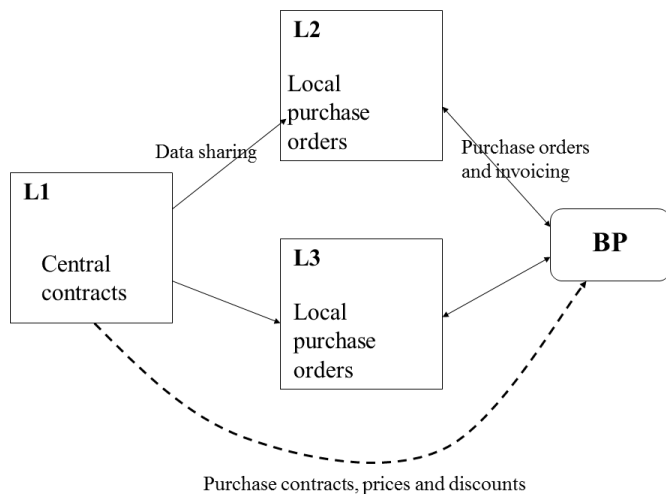 L2
Local
purchase
orders
Data sharing
Purchase orders
and invoicing
L1
Central
contracts
L3
Local
purchase
orders
BP
Purchase contracts, prices and discounts